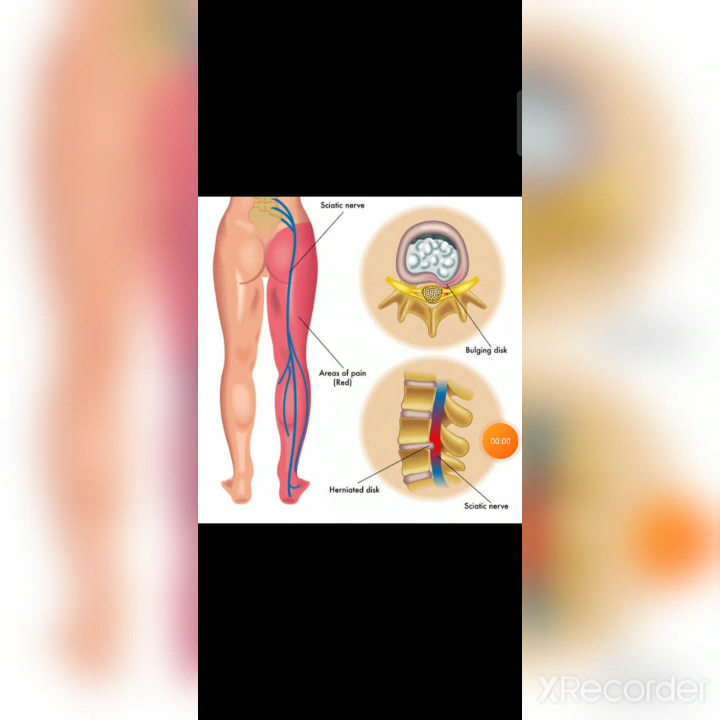 Sciatic nerve
Bulging disk
Areas of pain
(Red)
00:00
Herniated disk
Sciatic nerve
XRecorder